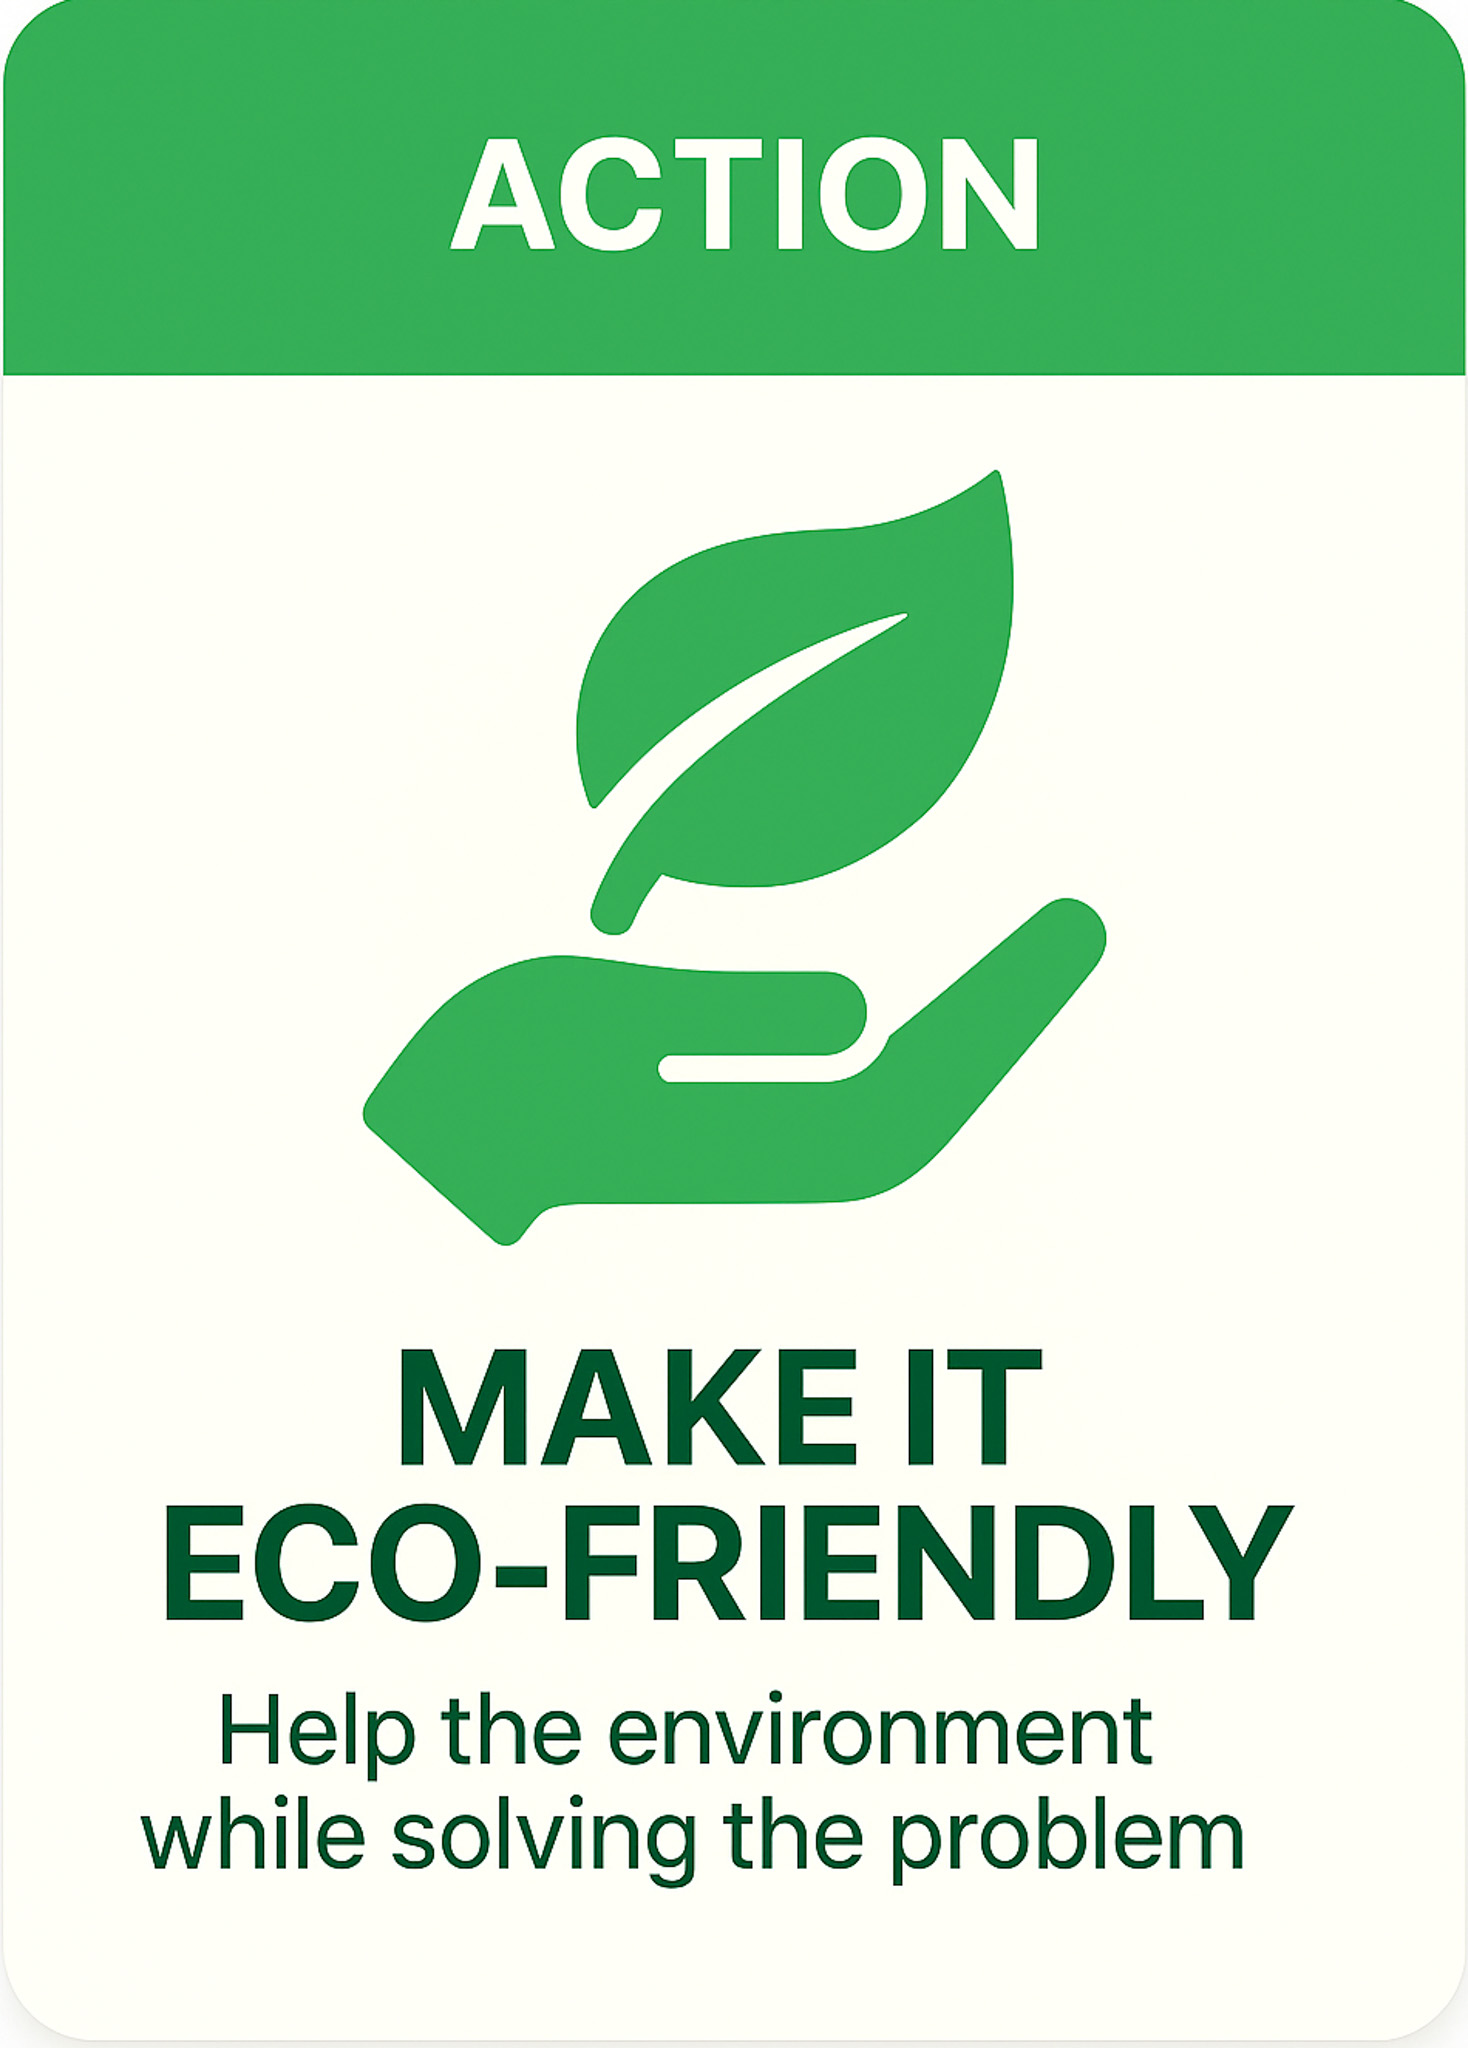 ACTION
MAKE IT
ECO-FRIENDLY
Help the environment
while solving the problem